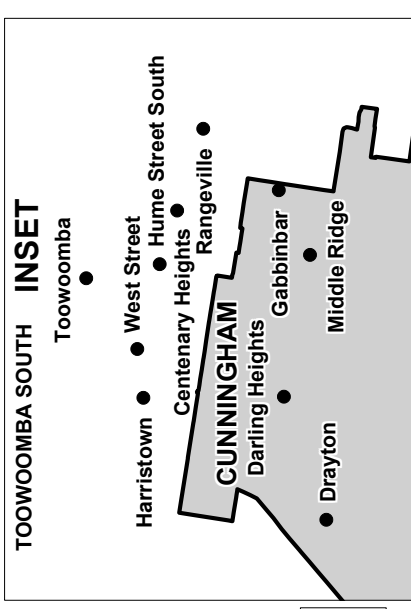 TOOWOOMBA SOUTH INSET
Toowoomba
West Street
Hume Street South
Harristown
Centenary Heights
Rangeville
CUNNINGHAM
Darling Heights
Gabbinbar
Middle Ridge
Drayton